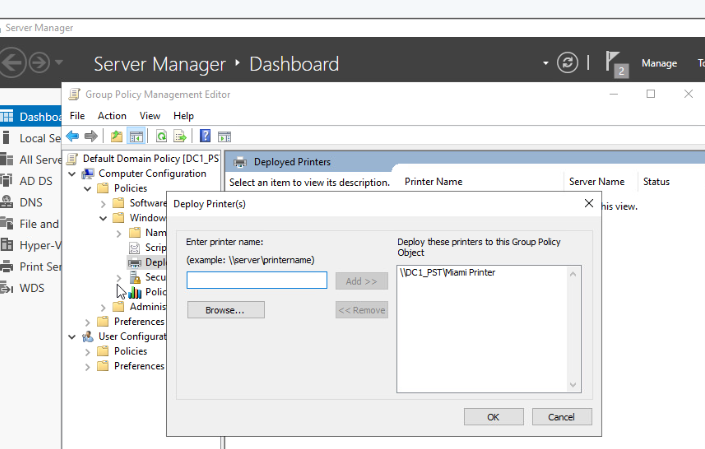 Server Manager
Server Manager • Dashboard
2
Manage
To
Group Policy Management Editor
File Action View Help
Dashboa
Local Se
All Serve
AD DS
DNS
File and
Hyper-V
Print Ser
WDS
Default Domain Policy [DC1_PS
Computer Configuration
Policies
Software
Window
Nam
Scrip
Depl
Secu
Polic
Adminis
Preferences
User Configurat
Policies
Preferences
Deployed Printers
Select an item to view its description.
Printer Name
Server Name
Status
his view.
Deploy Printer(s)
Enter printer name:
(example: \\server\printername)
Add >>
Browse...
<< Remove
Deploy these printers to this Group Policy
Object
\\DC1_PST\Miami Printer
OK
Cancel